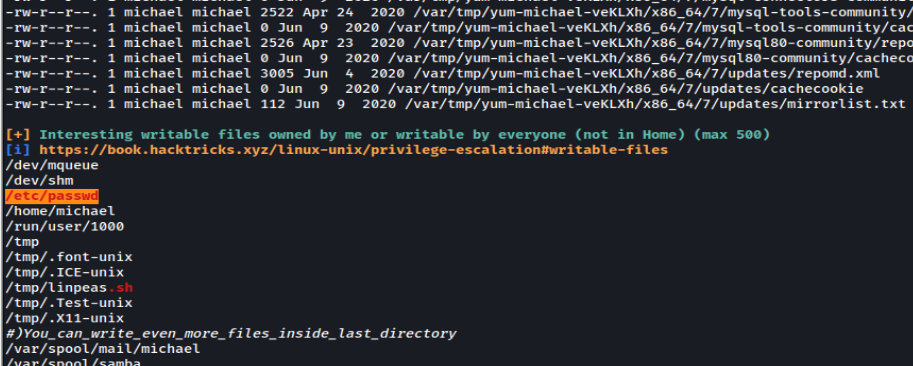 -rw-r--r--. 1 michael michael 2522 Apr 24  2020 /var/tmp/yum-michael-veKLXh/x86_64/7/mysql-tools-community/
-rw-r--r--. 1 michael michael 0 Jun  9  2020 /var/tmp/yum-michael-veKLXh/x86_64/7/mysql-tools-community/cac
-rw-r--r--. 1 michael michael 2526 Apr 23  2020 /var/tmp/yum-michael-veKLXh/x86_64/7/mysql80-community/repo
-rw-r--r--. 1 michael michael 0 Jun  9  2020 /var/tmp/yum-michael-veKLXh/x86_64/7/mysql80-community/cacheco
-rw-r--r--. 1 michael michael 3005 Jun  4  2020 /var/tmp/yum-michael-veKLXh/x86_64/7/updates/repomd.xml
-rw-r--r--. 1 michael michael 0 Jun  9  2020 /var/tmp/yum-michael-veKLXh/x86_64/7/updates/cachecookie
-rw-r--r--. 1 michael michael 112 Jun  9  2020 /var/tmp/yum-michael-veKLXh/x86_64/7/updates/mirrorlist.txt
[+] Interesting writable files owned by me or writable by everyone (not in Home) (max 500)
[i] https://book.hacktricks.xyz/linux-unix/privilege-escalation#writable-files
/dev/mqueue
/dev/shm
/etc/passwd
/home/michael
/run/user/1000
/tmp
/tmp/.font-unix
/tmp/.ICE-unix
/tmp/linpeas.sh
/tmp/.Test-unix
/tmp/.X11-unix
#)You_can_write_even_more_files_inside_last_directory
/var/spool/mail/michael
/var/spool/samba